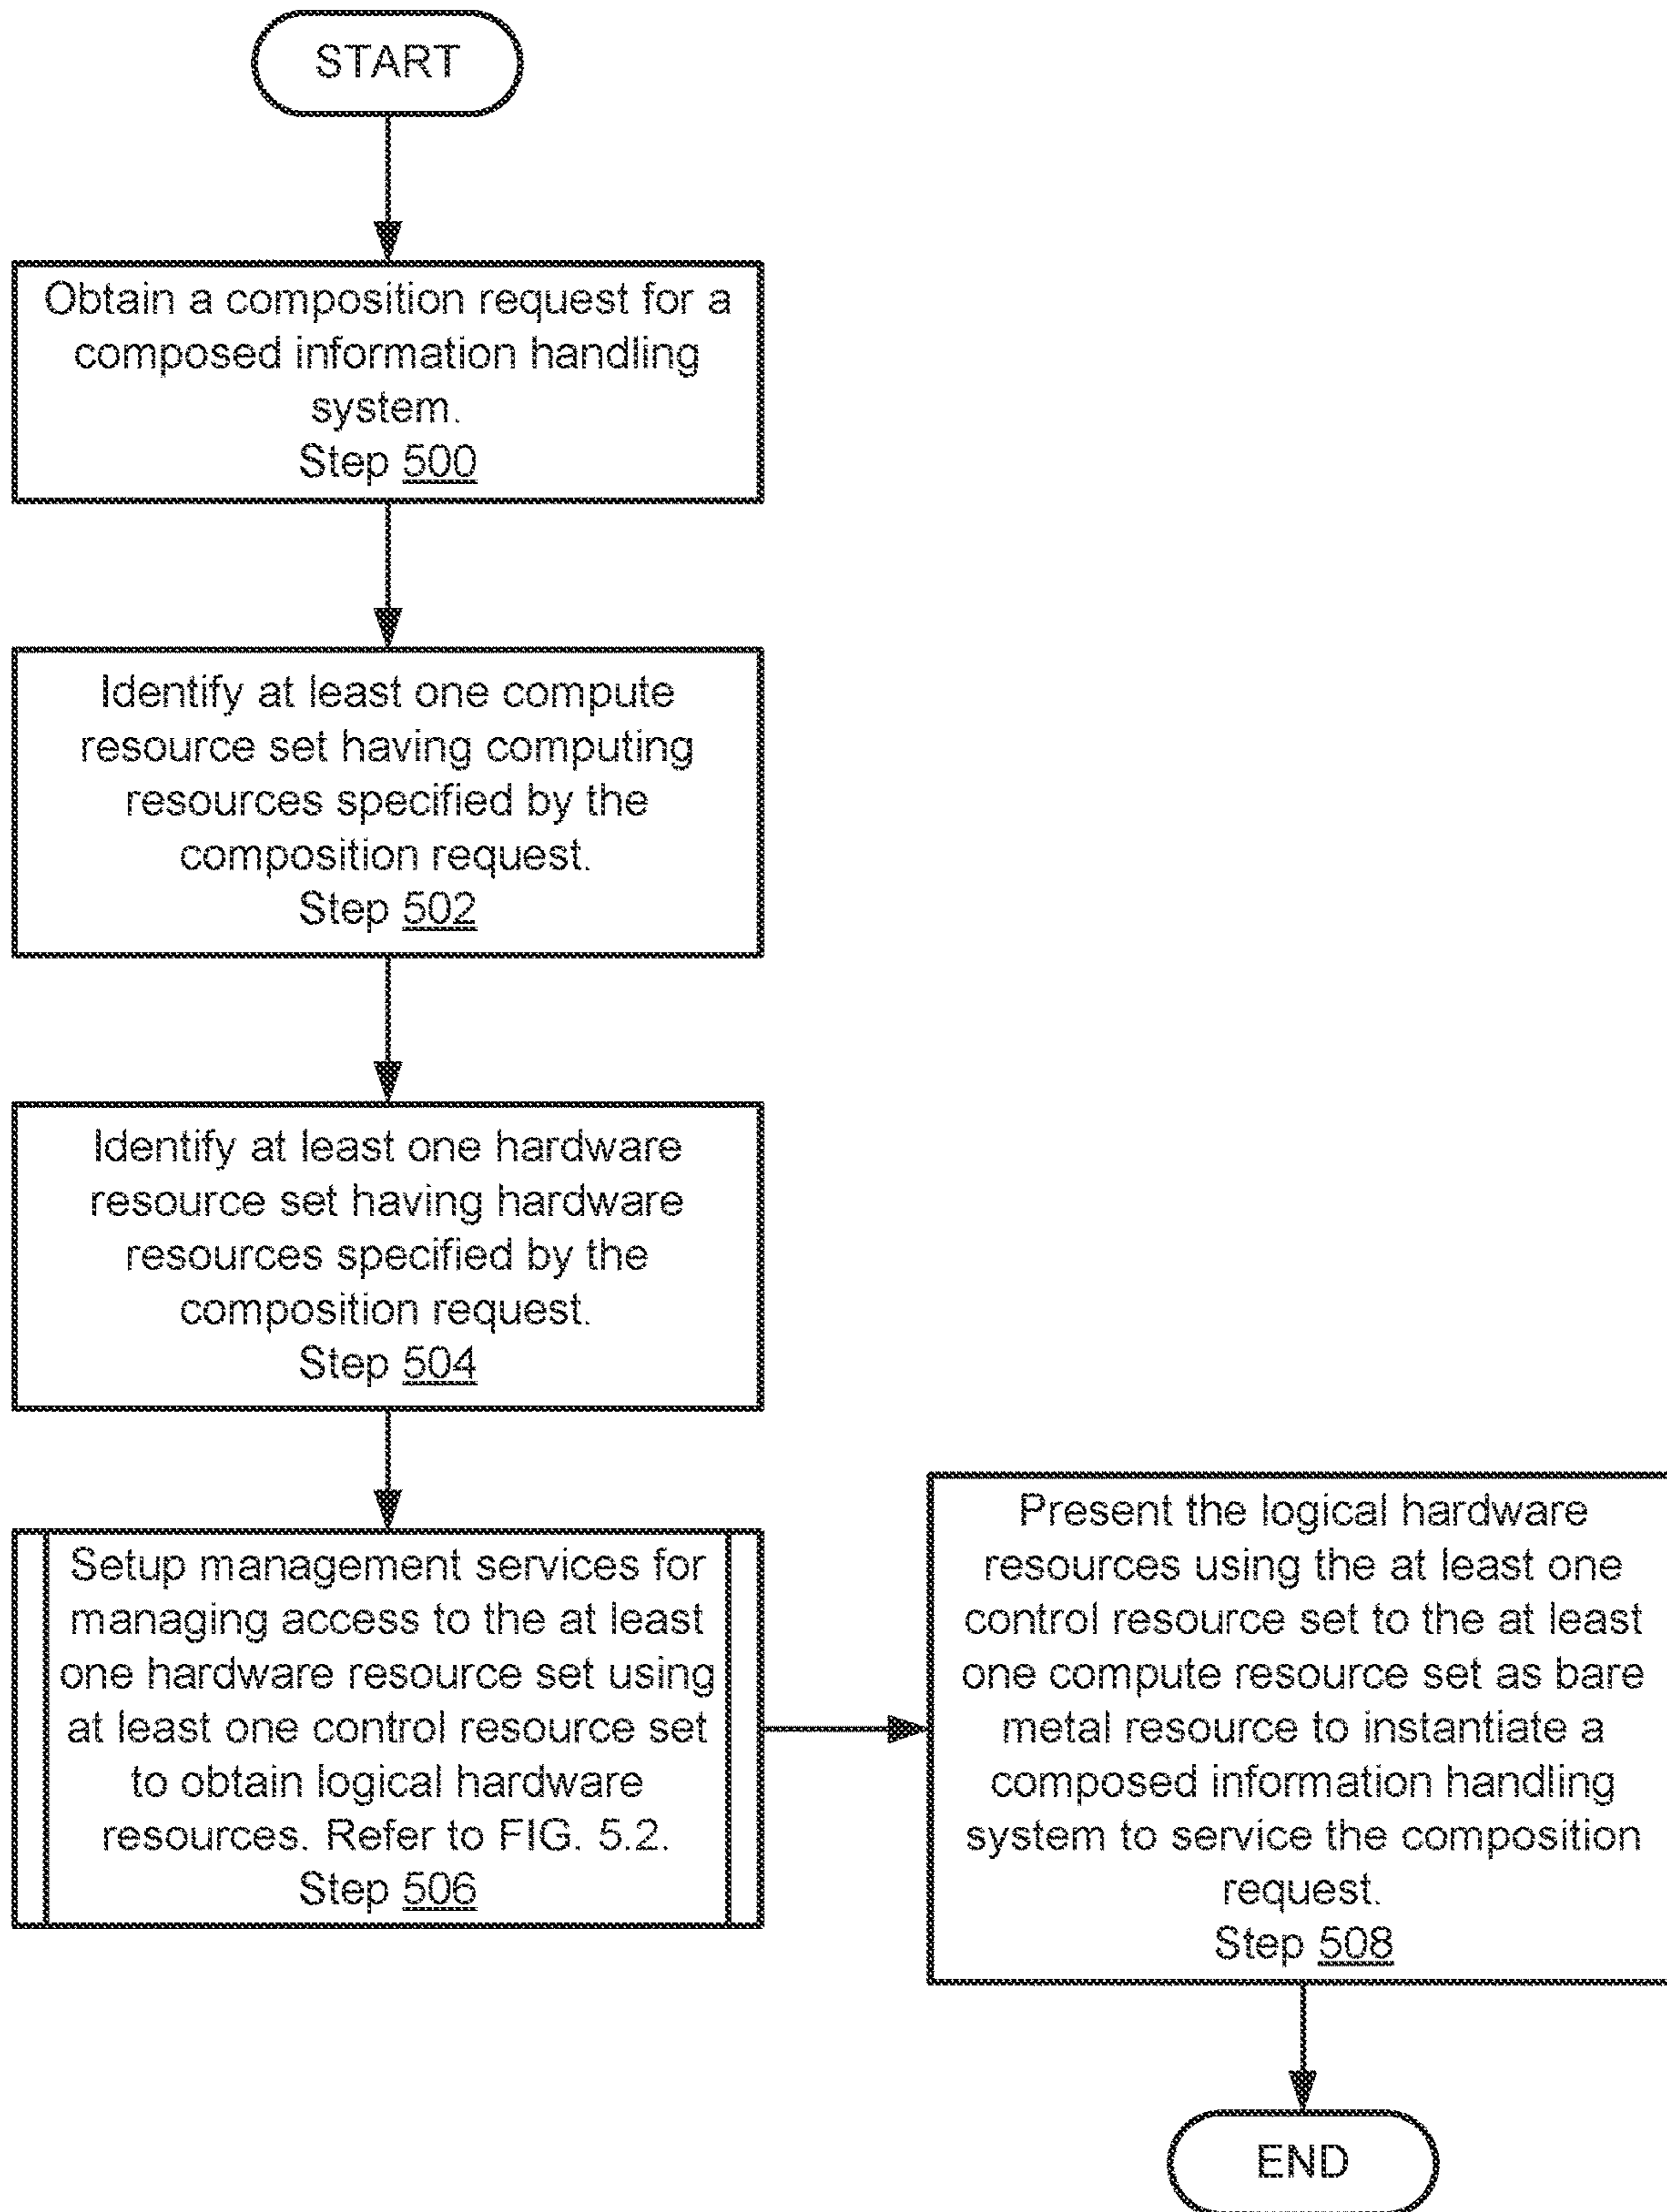 START
Obtain a composition request for a
composed information handling
system.
Step 500
Identify at least one compute
resource set having computing
resources specified by the
composition request.
Step 502
Identify at least one hardware
resource set having hardware
resources specified by the
composition request.
Step 504
Setup management services for
managing access to the at least
one hardware resource set using
at least one control resource set
to obtain logical hardware
resources. Refer to FIG. 5.2.
Step 506
Present the logical hardware
resources using the at least one
control resource set to the at least
one compute resource set as bare
metal resource to instantiate a
composed information handling
system to service the composition
request.
Step 508
END